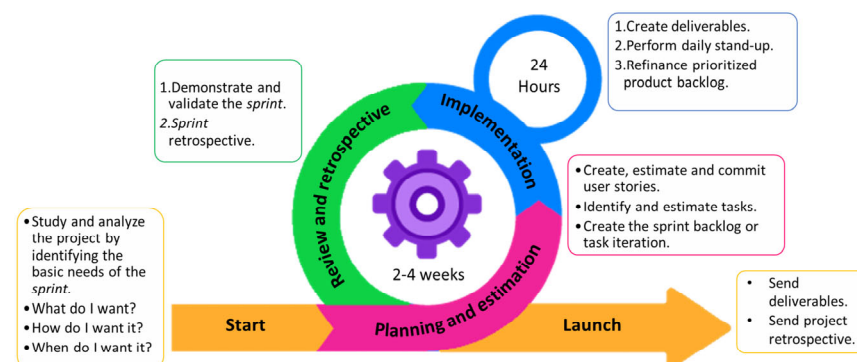 1.Create deliverables.
2.Perform daily stand-up.
3.Refinance prioritized
product backlog.
24
Hours
1.Demonstrate and
validate the sprint.
2.Sprint
retrospective.
Implementation
Review and retrospective
•Create, estimate and commit
user stories.
•Identify and estimate tasks.
•Create the sprint backlog or
task iteration.
•Study and analyze
the project by
identifying the
basic needs of the
sprint.
•What do I want?
•How do I want it?
•When do I want it?
2-4 weeks
Start
Planning and estimation
Launch
• Send
deliverables.
• Send project
retrospective.